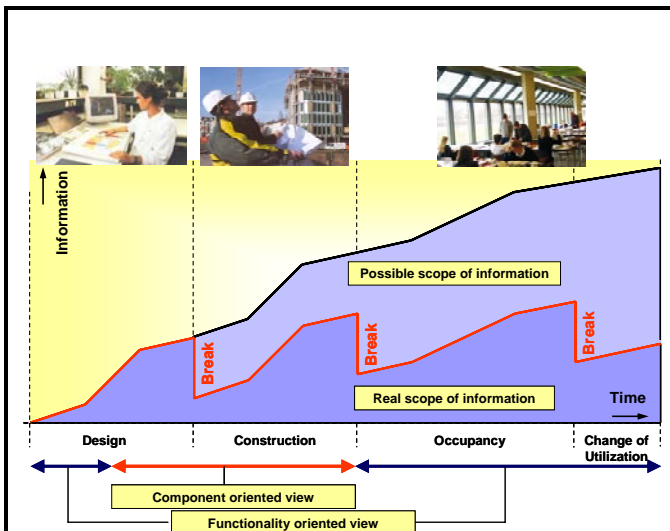 Information
Possible scope of information
Break
Break
Break
Real scope of information
Time
Design
Construction
Occupancy
Change of
Utilization
Component oriented view
Functionality oriented view